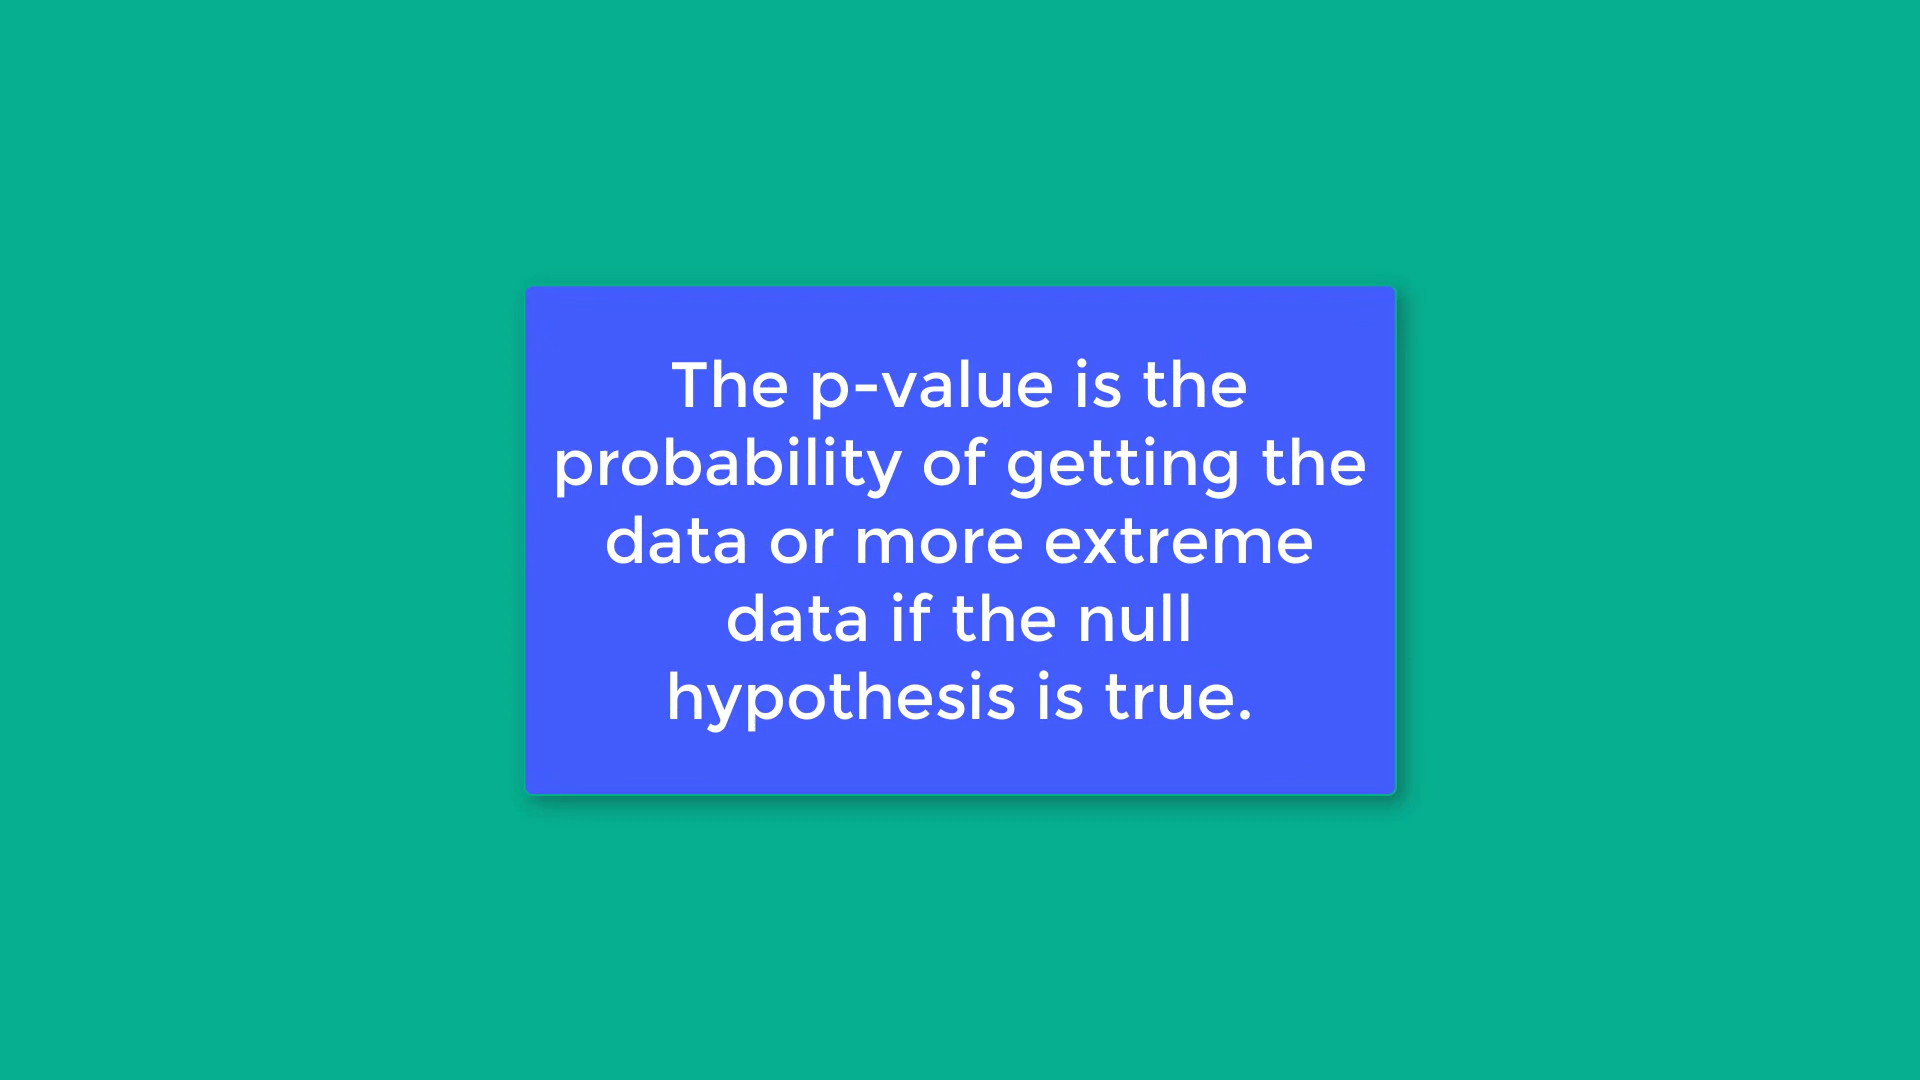 The p-value is the
probability of getting the
data or more extreme
data if the null
hypothesis is true.